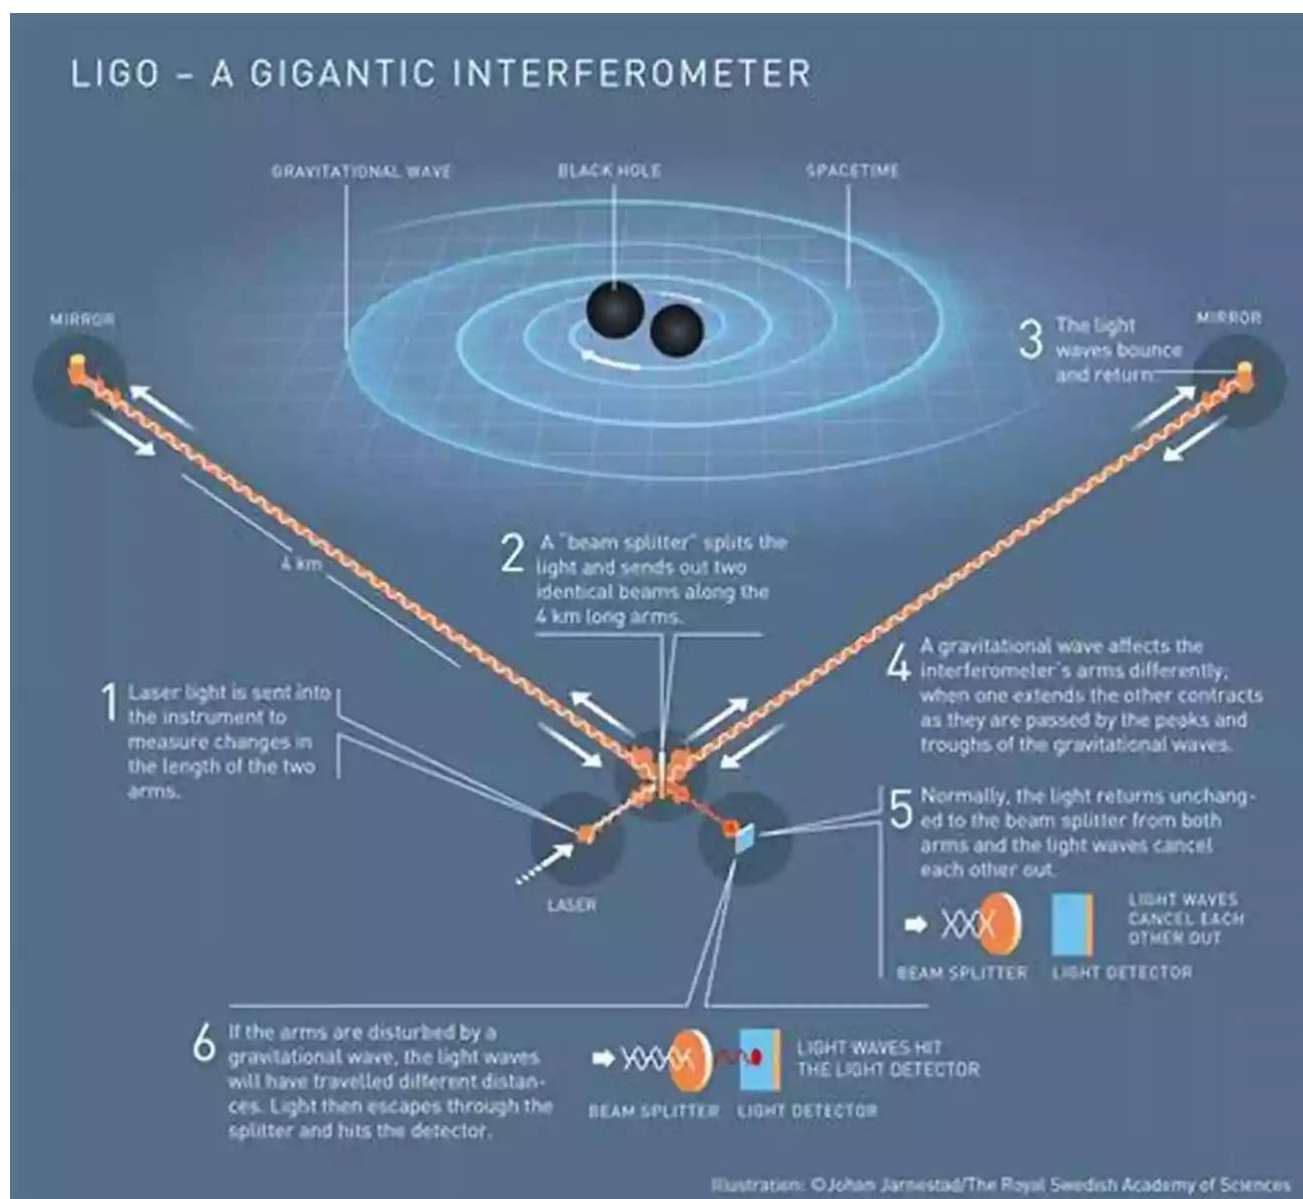 LIGO – A GIGANTIC INTERFEROMETER
GRAVITATIONAL WAVE
BLACK HOLE
SPACETIME
MIRROR
3 The light
waves bounce
and return.
MIRROR
4 km
2 A "beam splitter" splits the
light and sends out two
identical beams along the
4 km long arms.
1 Laser light is sent into
the instrument to
measure changes in
the length of the two
arms.
4 A gravitational wave affects the
interferometer's arms differently;
when one extends the other contracts
as they are passed by the peaks and
troughs of the gravitational waves.
LASER
5 Normally, the light returns unchang-
ed to the beam splitter from both
arms and the light waves cancel
each other out.
LIGHT WAVES
CANCEL EACH
OTHER OUT
BEAM SPLITTER
LIGHT DETECTOR
6 If the arms are disturbed by a
gravitational wave, the light waves
will have travelled different distan-
ces. Light then escapes through the
splitter and hits the detector.
LIGHT WAVES HIT
THE LIGHT DETECTOR
BEAM SPLITTER
LIGHT DETECTOR
Illustration: ©Johan Jarnestad/The Royal Swedish Academy of Sciences